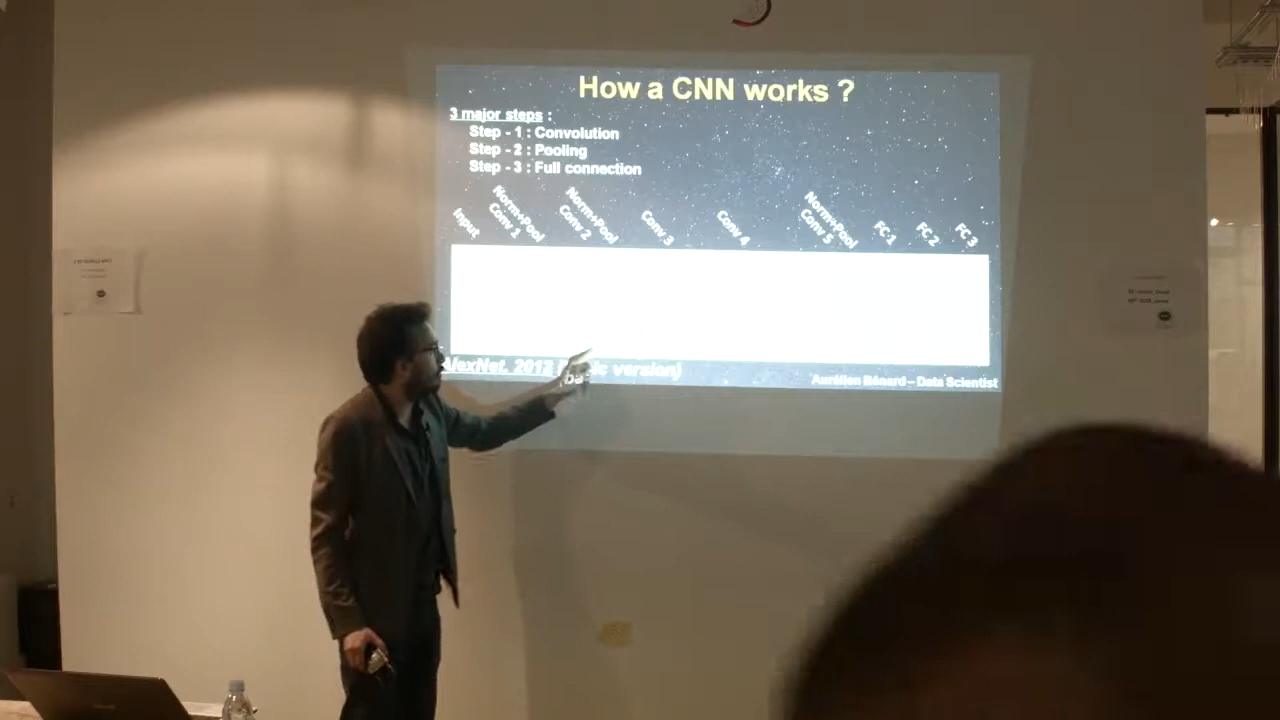 How a CNN works ?
3 major steps :
Step - 1 : Convolution
Step - 2 : Pooling
Step - 3 : Full connection
Input
Norm+Pool
Conv 1
Norm+Pool
Conv 2
Conv 3
Conv 4
Norm+Pool
Conv 5
FC 1
FC 2
FC 3
AlexNet, 2012 version)
Aurélien Bénard – Data Scientist